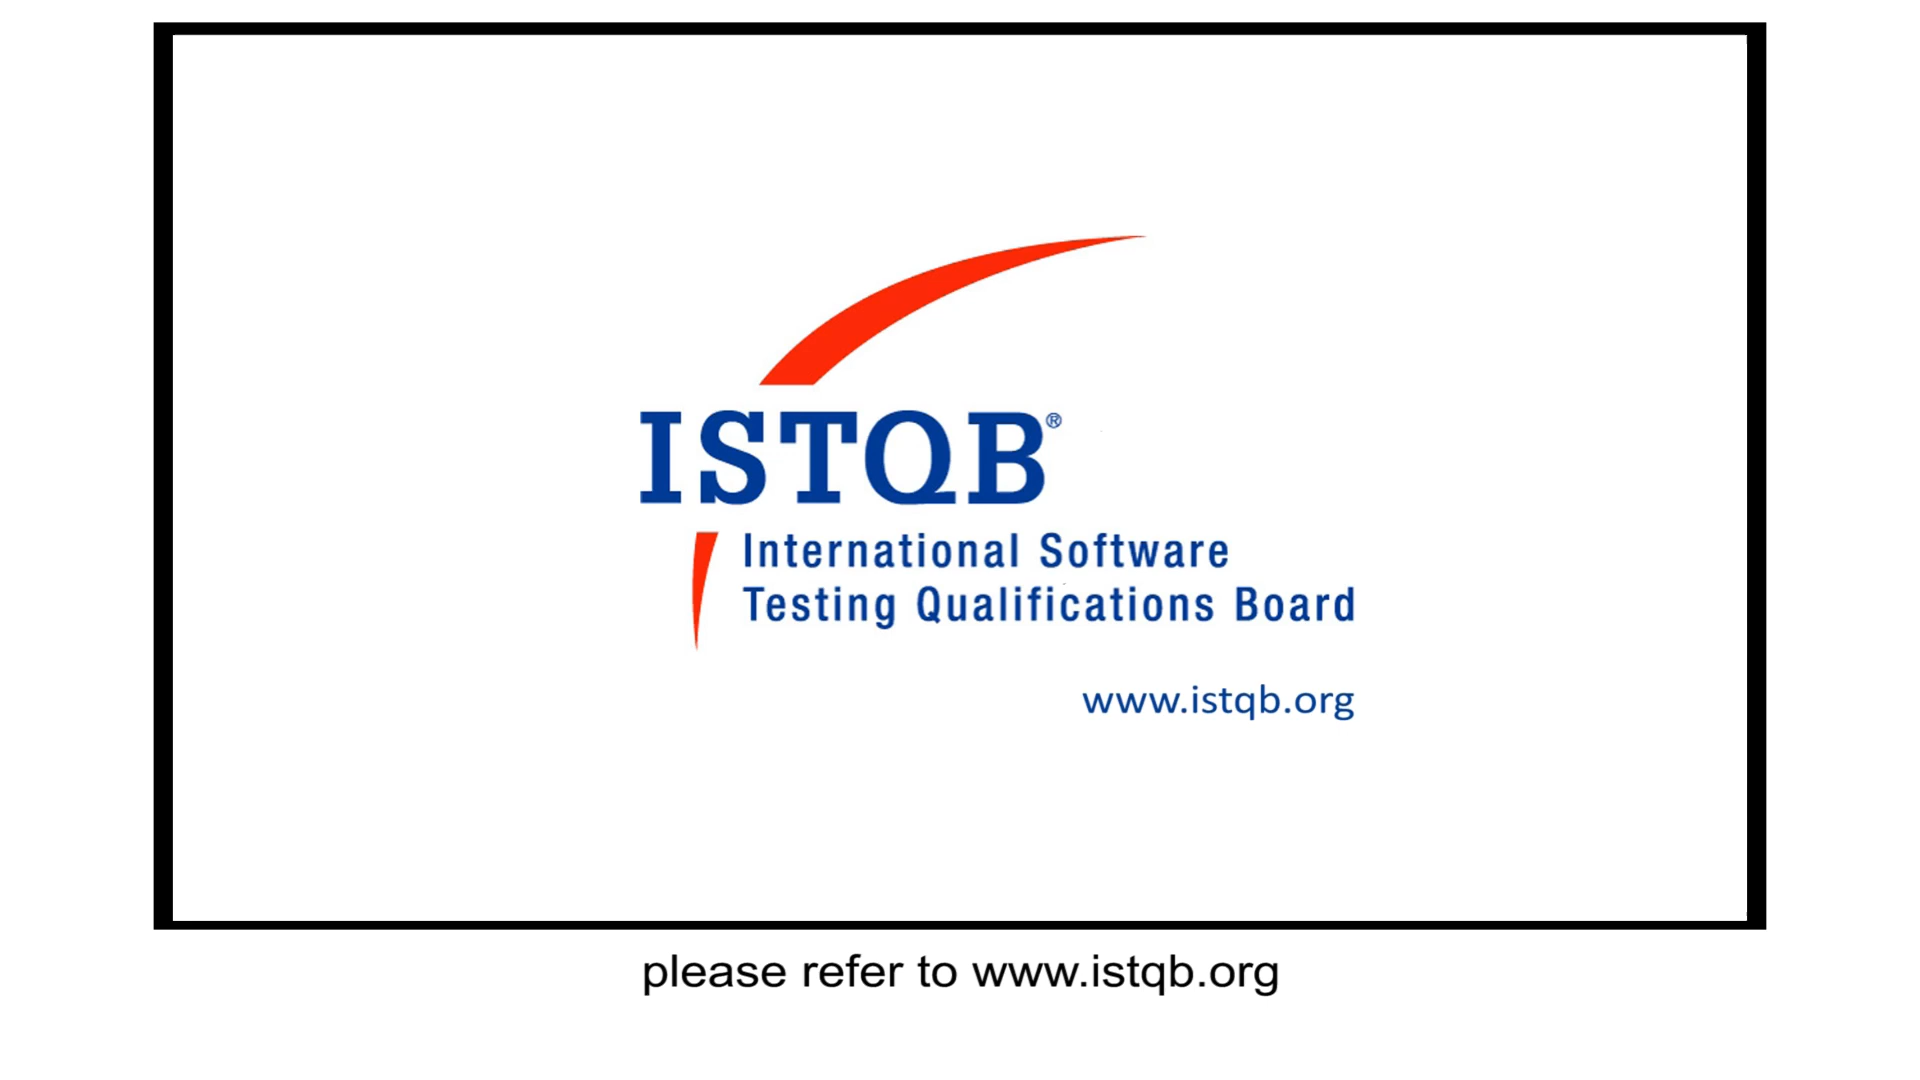 ISTQB®
International Software
Testing Qualifications Board
www.istqb.org
please refer to www.istqb.org